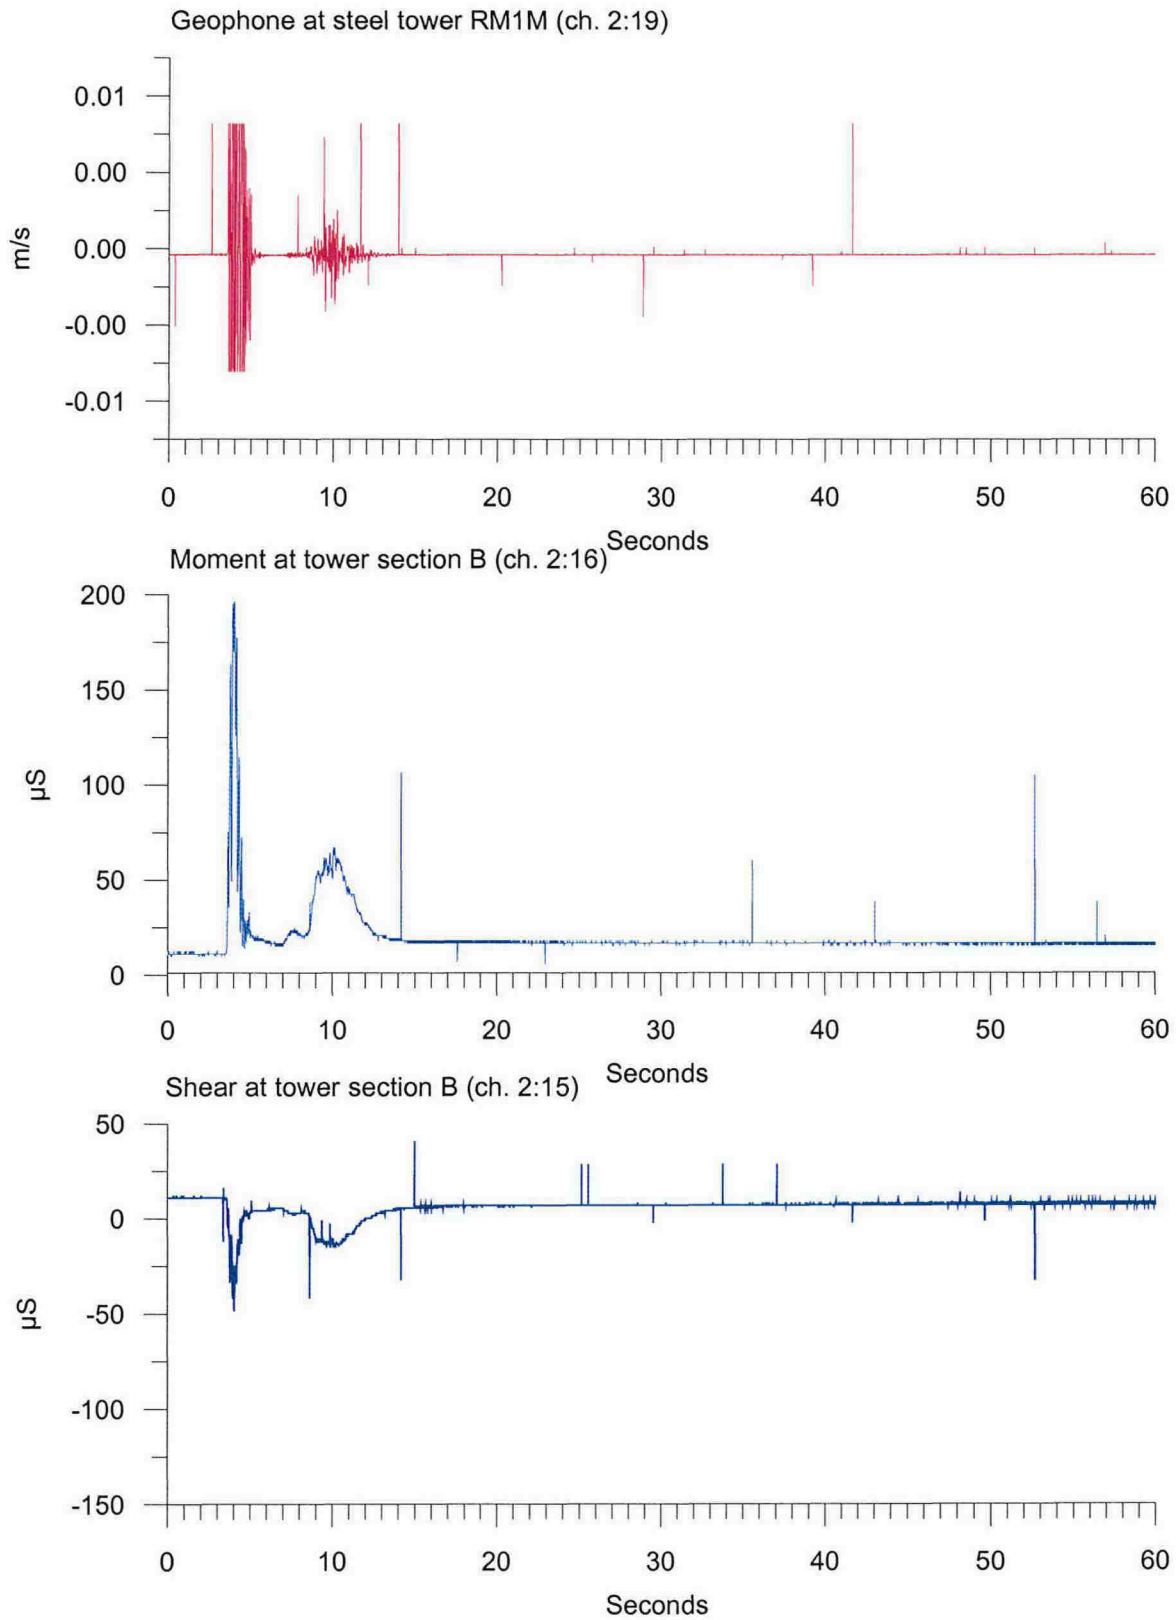 Geophone at steel tower RM1M (ch. 2:19)
0.01
0.00
0.00
-0.00
-0.01
m/s
0 10 20 30 40 50 60
Seconds
Moment at tower section B (ch. 2:16)
200
150
100
50
0
µS
0 10 20 30 40 50 60
Seconds
Shear at tower section B (ch. 2:15)
50
0
-50
-100
-150
µS
0 10 20 30 40 50 60
Seconds